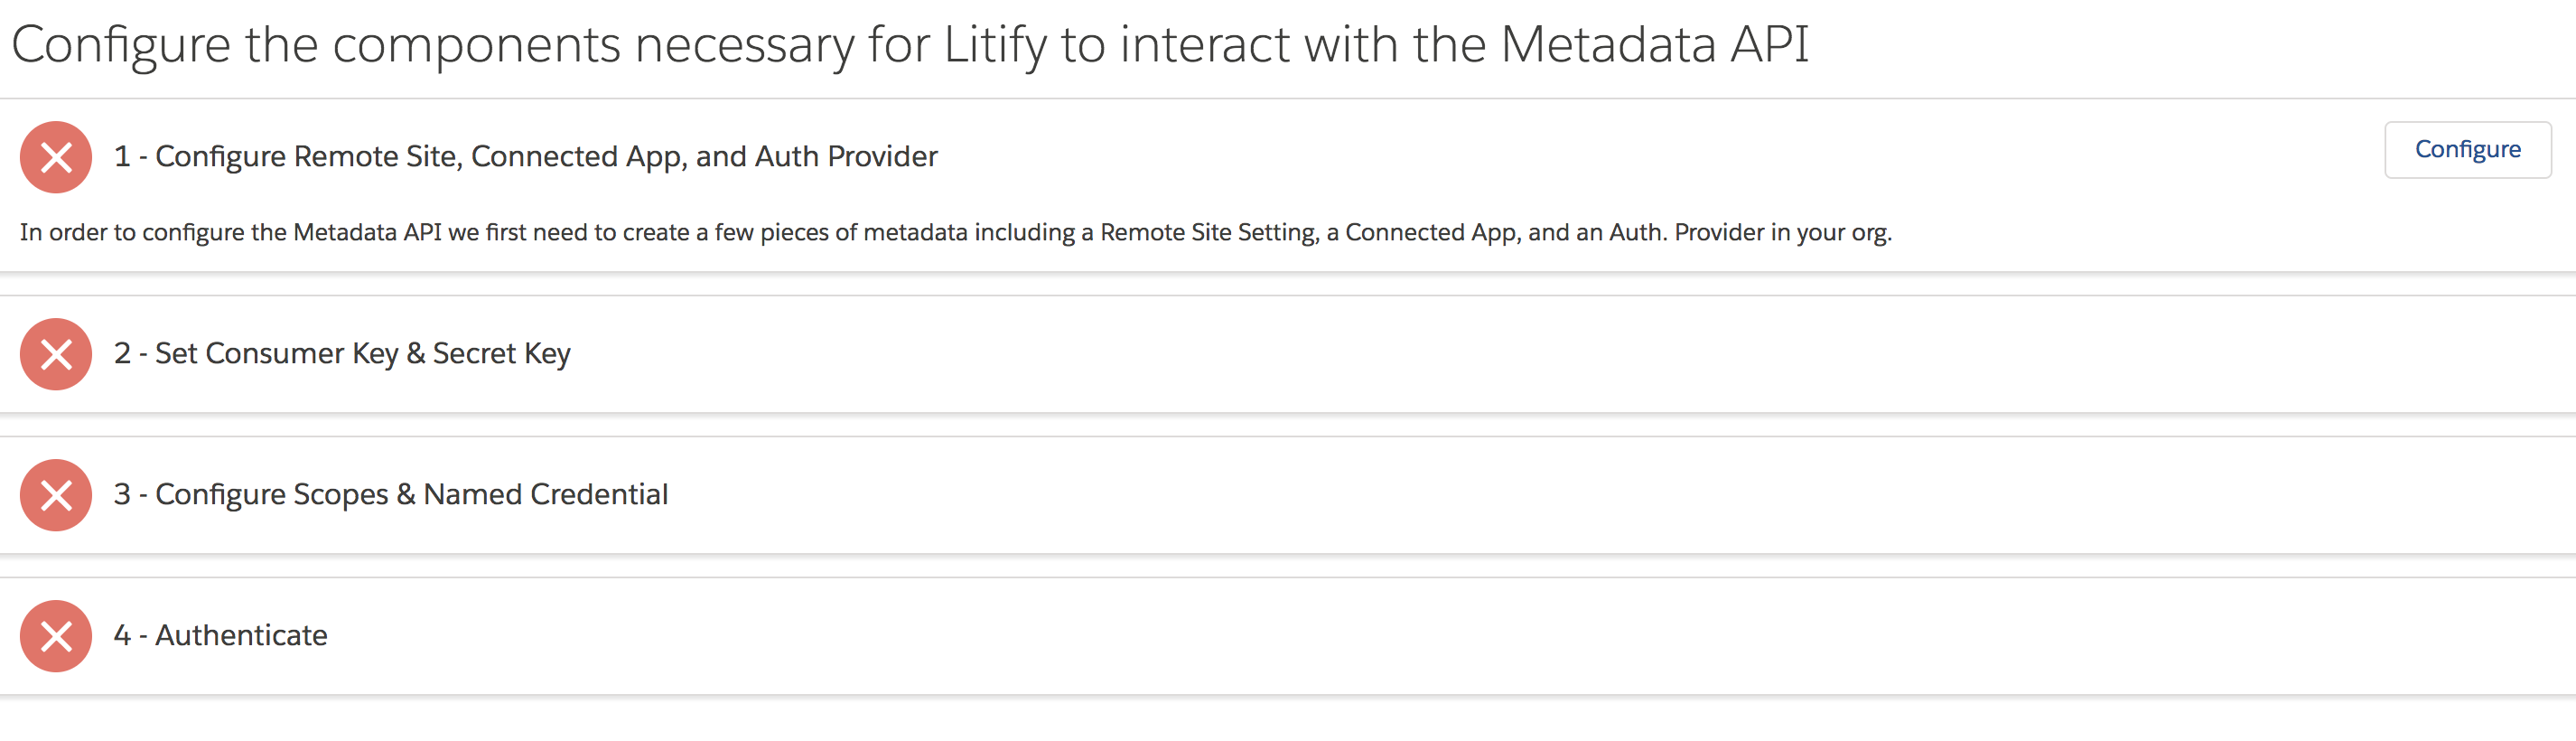 Configure the components necessary for Litify to interact with the Metadata API
1 - Configure Remote Site, Connected App, and Auth Provider
Configure
In order to configure the Metadata API we first need to create a few pieces of metadata including a Remote Site Setting, a Connected App, and an Auth. Provider in your org.
2 - Set Consumer Key & Secret Key
3 - Configure Scopes & Named Credential
4 - Authenticate